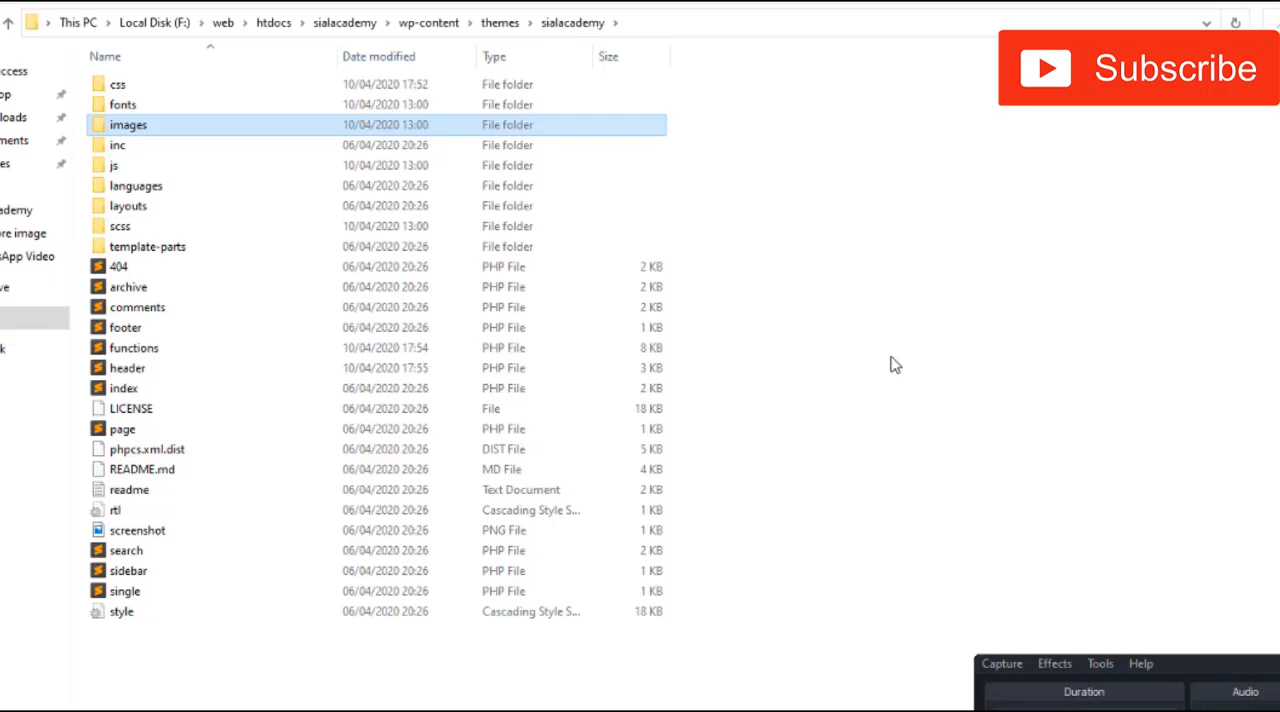 › This PC › Local Disk (F:) › web › htdocs › sialacademy › wp-content › themes › sialacademy ›
Subscribe
Name Date modified Type Size
ccess
op
loads
ments
es
ademy
re image
sApp Video
ve
k
css 10/04/2020 17:52 File folder
fonts 10/04/2020 13:00 File folder
images 10/04/2020 13:00 File folder
inc 06/04/2020 20:26 File folder
js 10/04/2020 13:00 File folder
languages 06/04/2020 20:26 File folder
layouts 06/04/2020 20:26 File folder
scss 10/04/2020 13:00 File folder
template-parts 06/04/2020 20:26 File folder
404 06/04/2020 20:26 PHP File 2 KB
archive 06/04/2020 20:26 PHP File 2 KB
comments 06/04/2020 20:26 PHP File 2 KB
footer 06/04/2020 20:26 PHP File 1 KB
functions 10/04/2020 17:54 PHP File 8 KB
header 10/04/2020 17:55 PHP File 3 KB
index 06/04/2020 20:26 PHP File 2 KB
LICENSE 06/04/2020 20:26 File 18 KB
page 06/04/2020 20:26 PHP File 1 KB
phpcs.xml.dist 06/04/2020 20:26 DIST File 5 KB
README.md 06/04/2020 20:26 MD File 4 KB
readme 06/04/2020 20:26 Text Document 2 KB
rtl 06/04/2020 20:26 Cascading Style S... 1 KB
screenshot 06/04/2020 20:26 PNG File 1 KB
search 06/04/2020 20:26 PHP File 2 KB
sidebar 06/04/2020 20:26 PHP File 1 KB
single 06/04/2020 20:26 PHP File 1 KB
style 06/04/2020 20:26 Cascading Style S... 18 KB
Capture Effects Tools Help
Duration Audio